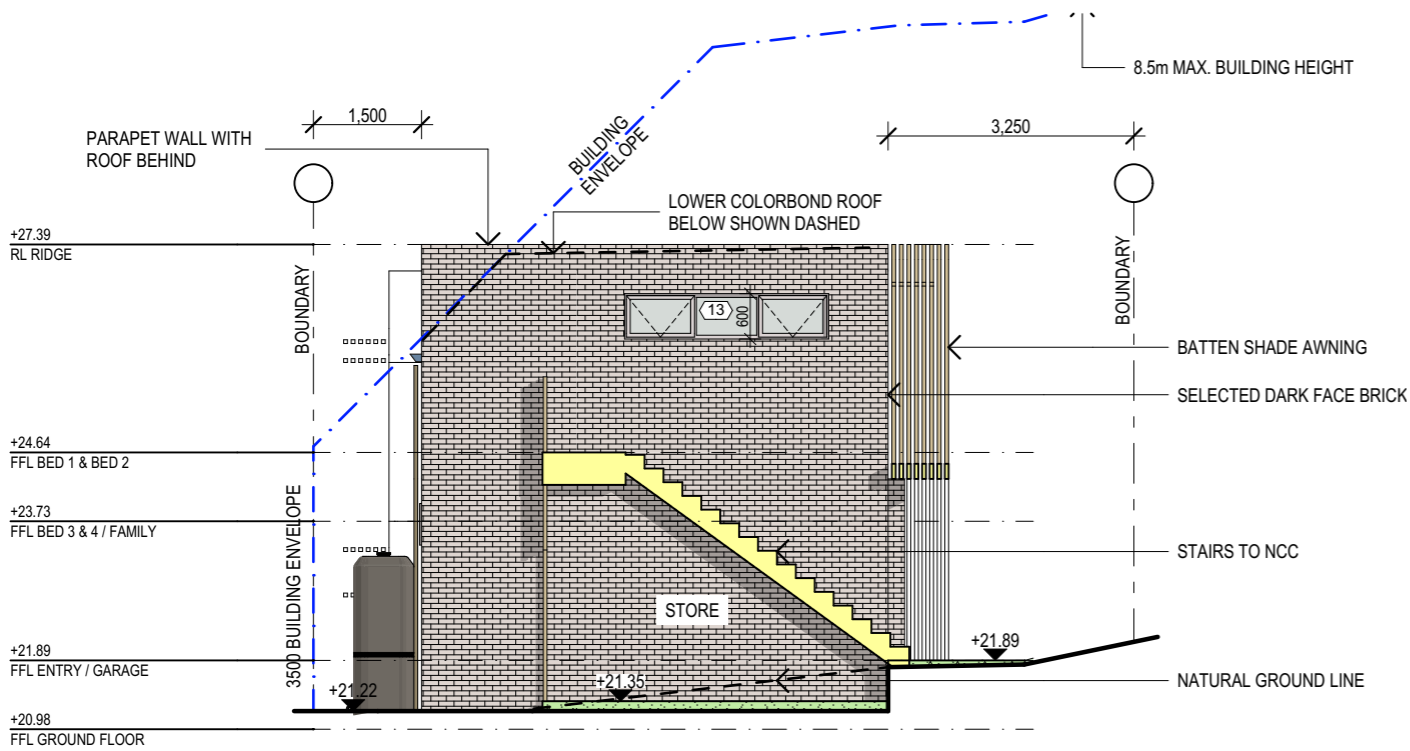 8.5m MAX. BUILDING HEIGHT
1,500
3,250
PARAPET WALL WITH
ROOF BEHIND
BUILDING
ENVELOPE
LOWER COLORBOND ROOF
BELOW SHOWN DASHED
+27.39
RL RIDGE
BOUNDARY
BOUNDARY
13
600
BATTEN SHADE AWNING
SELECTED DARK FACE BRICK
+24.64
FFL BED 1 & BED 2
+23.73
FFL BED 3 & 4 / FAMILY
3500 BUILDING ENVELOPE
STAIRS TO NCC
STORE
+21.89
FFL ENTRY / GARAGE
+21.89
+21.22
+21.35
NATURAL GROUND LINE
+20.98
FFL GROUND FLOOR